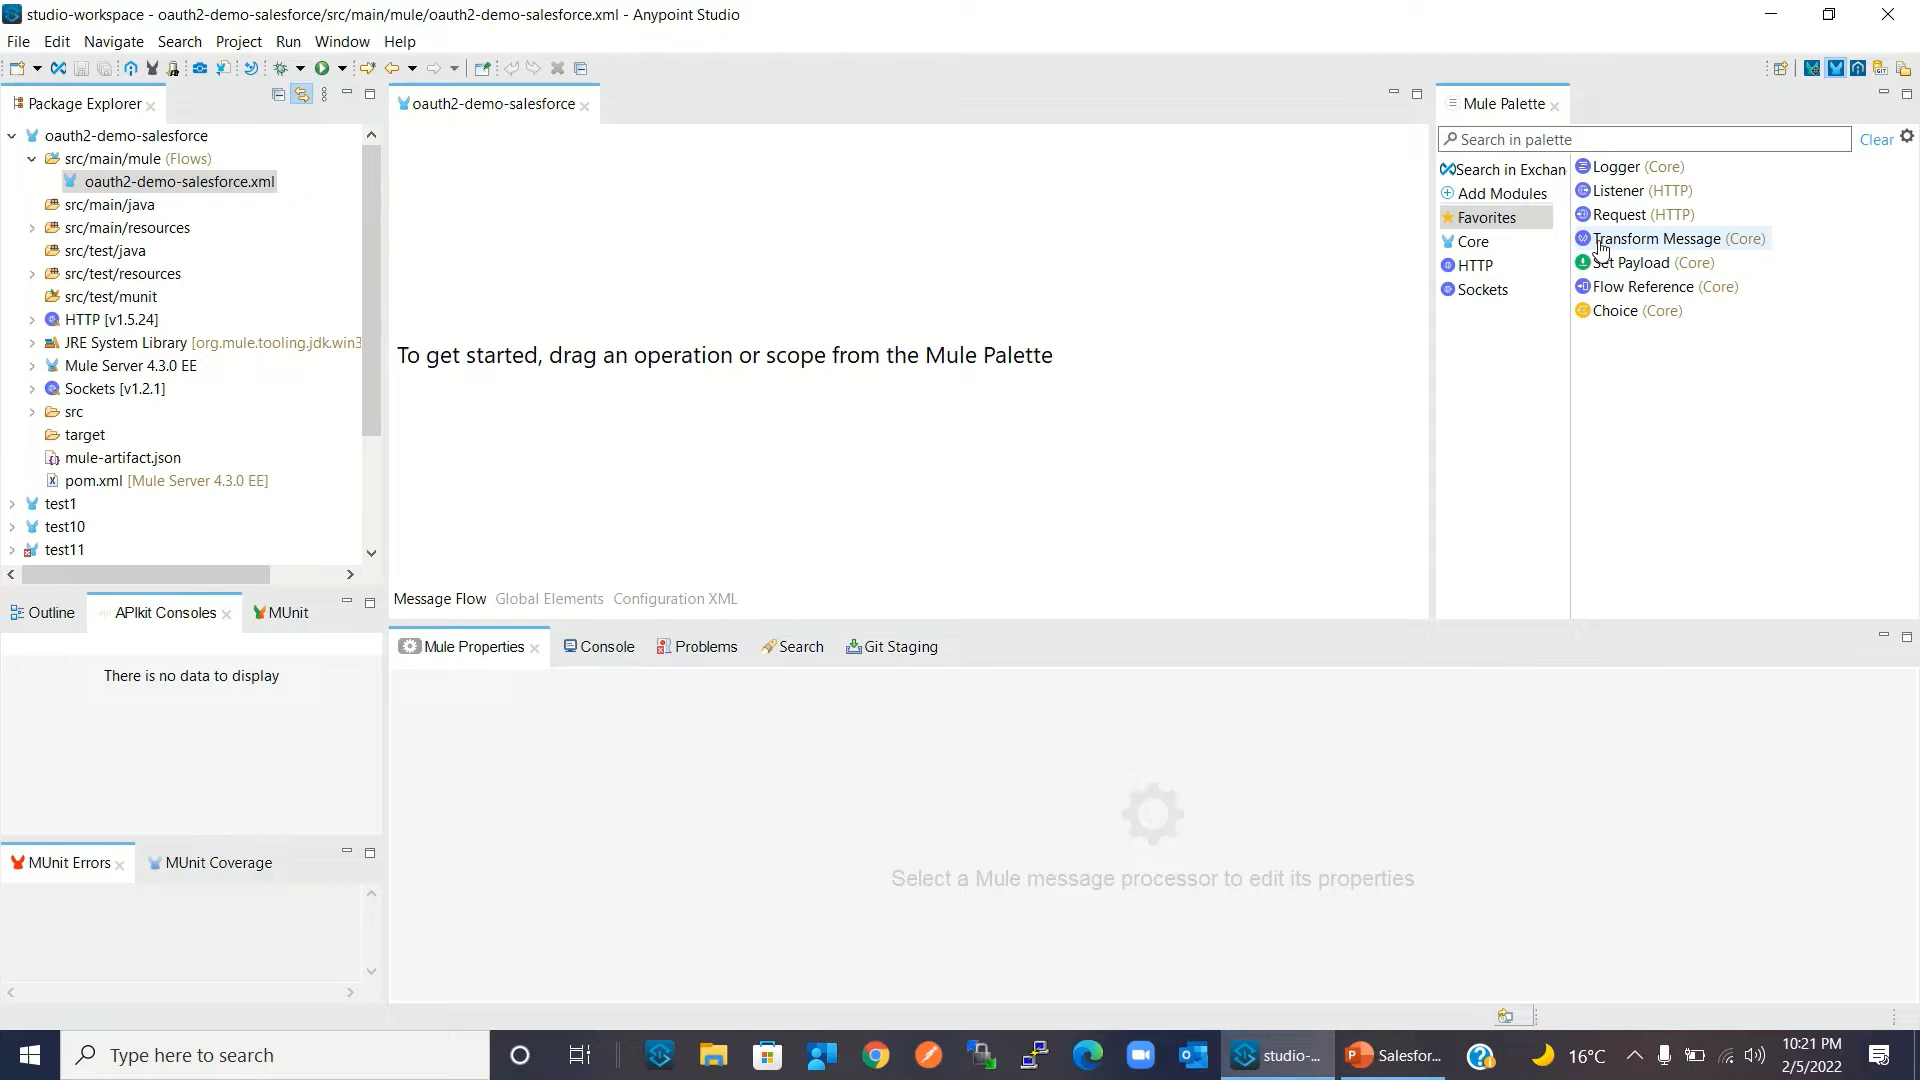 studio-workspace - oauth2-demo-salesforce/src/main/mule/oauth2-demo-salesforce.xml - Anypoint Studio
File Edit Navigate Search Project Run Window Help
Package Explorer
oauth2-demo-salesforce
src/main/mule (Flows)
oauth2-demo-salesforce.xml
src/main/java
src/main/resources
src/test/java
src/test/resources
src/test/munit
HTTP [v1.5.24]
JRE System Library [org.mule.tooling.jdk.win3
Mule Server 4.3.0 EE
Sockets [v1.2.1]
src
target
mule-artifact.json
pom.xml [Mule Server 4.3.0 EE]
test1
test10
test11
Outline APIkit Consoles MUnit
There is no data to display
MUnit Errors MUnit Coverage
oauth2-demo-salesforce
To get started, drag an operation or scope from the Mule Palette
Message Flow Global Elements Configuration XML
Mule Properties Console Problems Search Git Staging
Select a Mule message processor to edit its properties
Mule Palette
Search in palette Clear
Search in Exchan
Add Modules
Favorites
Core
HTTP
Sockets
Logger (Core)
Listener (HTTP)
Request (HTTP)
Transform Message (Core)
Set Payload (Core)
Flow Reference (Core)
Choice (Core)
Type here to search
studio-...
Salesfor...
16°C
10:21 PM
2/5/2022